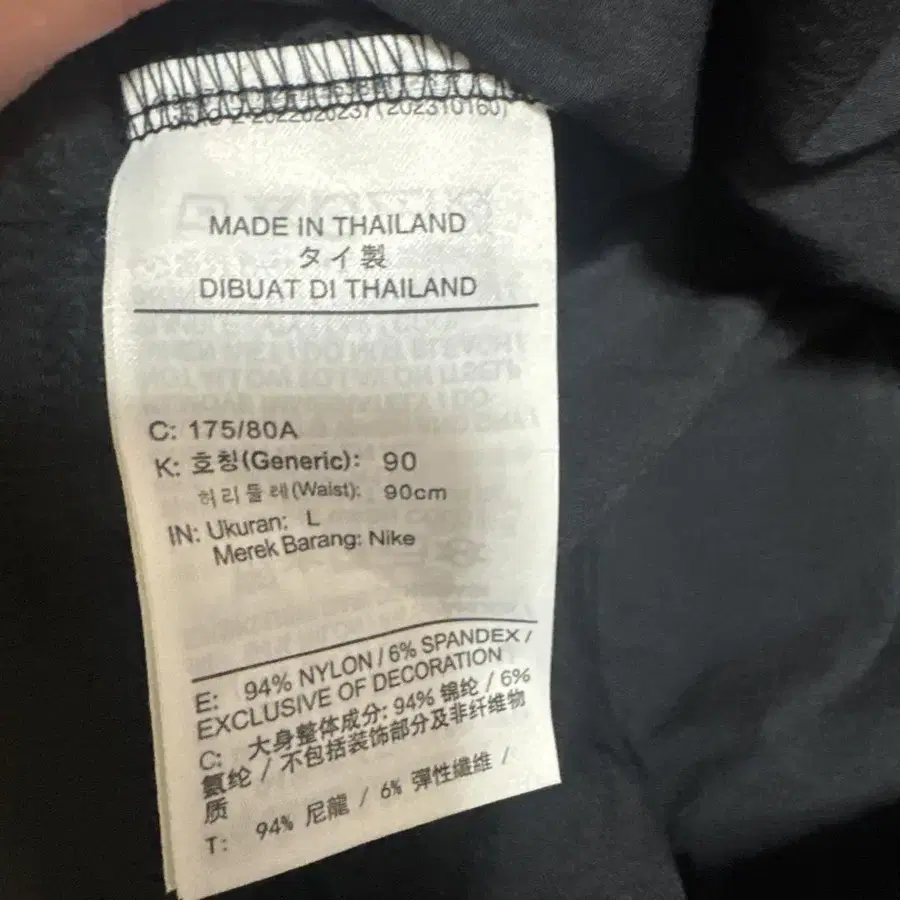 2022020237(202310160)
MADE IN THAILAND
タイ製
DIBUAT DI THAILAND
C: 175/80A
K: 호칭(Generic): 90
허리둘레(Waist): 90cm
IN: Ukuran: L
Merek Barang: Nike
E: 94% NYLON / 6% SPANDEX /
EXCLUSIVE OF DECORATION
C: 大身整体成分: 94% 锦纶 / 6%
氨纶 / 不包括装饰部分及非纤维物
质
T: 94% 尼龍 / 6% 彈性纖維 /